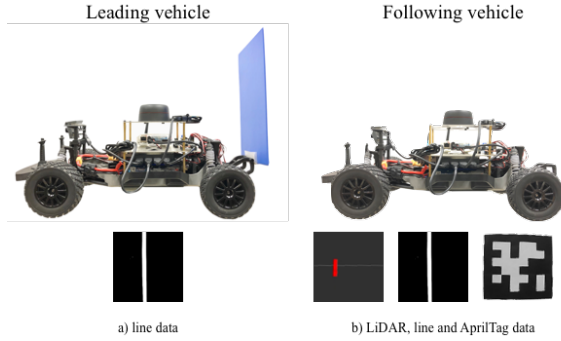 Leading vehicle
Following vehicle
a) line data
b) LiDAR, line and AprilTag data